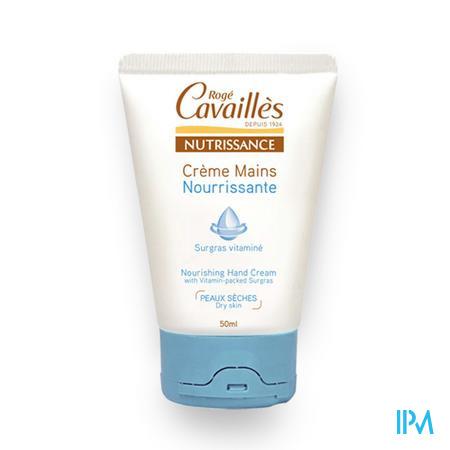 Rogé
Cavaillès
DEPUIS 1924
NUTRISSANCE
Crème Mains
Nourrissante
Surgras vitaminé
Nourishing Hand Cream
with Vitamin-packed Surgras
PEAUX SÈCHES
Dry skin
50ml
IPM